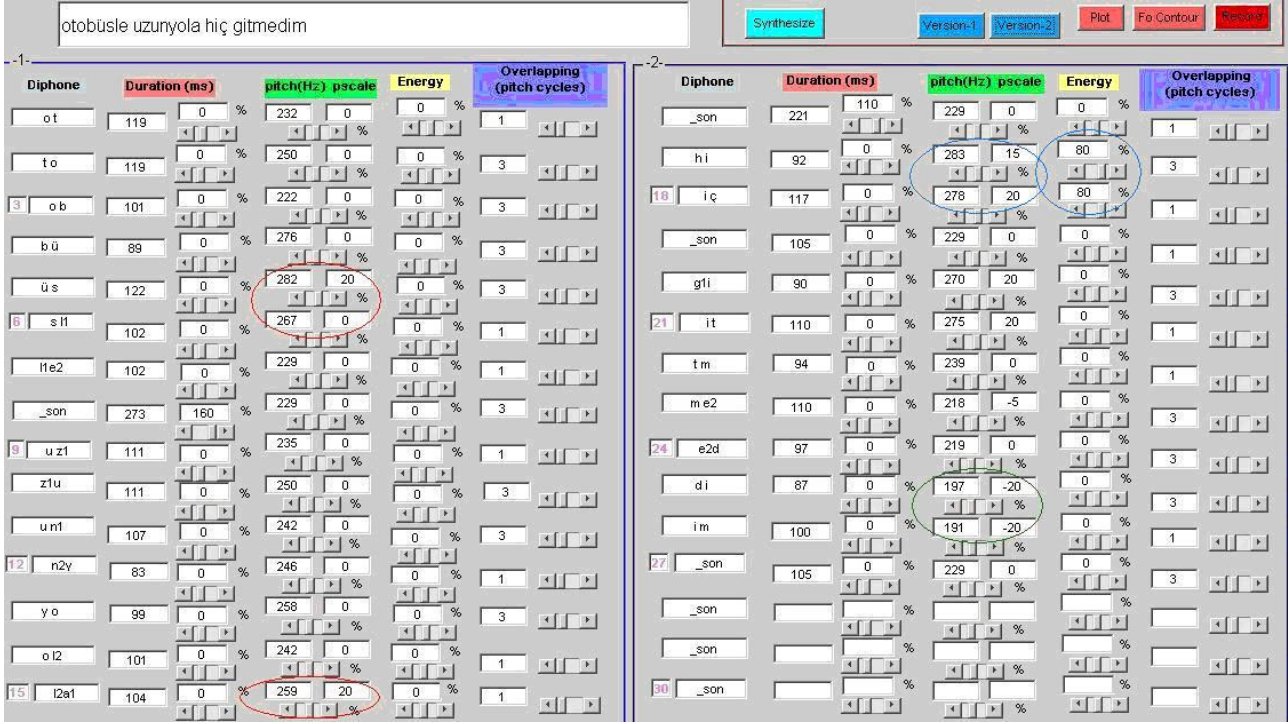 otobüsle uzunyola hiç gitmedim
Synthesize Version-1 Version-2 Plot Fo Contour Record
-1-
Diphone Duration (ms) pitch(Hz) pscale Energy Overlapping (pitch cycles)
o t 119 0 % 232 0 % 0 % 1
t o 119 0 % 250 0 % 0 % 3
3 o b 101 0 % 222 0 % 0 % 3
b ü 89 0 % 276 0 % 0 % 3
ü s 122 0 % 282 20 % 0 % 3
6 s l1 102 0 % 267 0 % 0 % 1
l1e2 102 0 % 229 0 % 0 % 1
_son 273 160 % 229 0 % 0 % 3
9 u z1 111 0 % 235 0 % 0 % 1
z1u 111 0 % 250 0 % 0 % 3
u n1 107 0 % 242 0 % 0 % 3
12 n2y 83 0 % 246 0 % 0 % 1
y o 99 0 % 258 0 % 0 % 3
o l2 101 0 % 242 0 % 0 % 1
15 l2a1 104 0 % 259 20 % 0 % 1
-2-
Diphone Duration (ms) pitch(Hz) pscale Energy Overlapping (pitch cycles)
_son 221 110 % 229 0 % 0 % 1
h i 92 0 % 283 15 % 80 % 3
18 i ç 117 0 % 278 20 % 80 % 1
_son 105 0 % 229 0 % 0 % 1
g1i 90 0 % 270 20 % 0 % 3
21 i t 110 0 % 275 20 % 0 % 1
t m 94 0 % 239 0 % 0 % 1
m e2 110 0 % 218 -5 % 0 % 3
24 e2d 97 0 % 219 0 % 0 % 3
d i 87 0 % 197 -20 % 0 % 3
i m 100 0 % 191 -20 % 0 % 1
27 _son 105 0 % 229 0 % 0 % 3
_son % % %
_son % % %
30 _son % % %